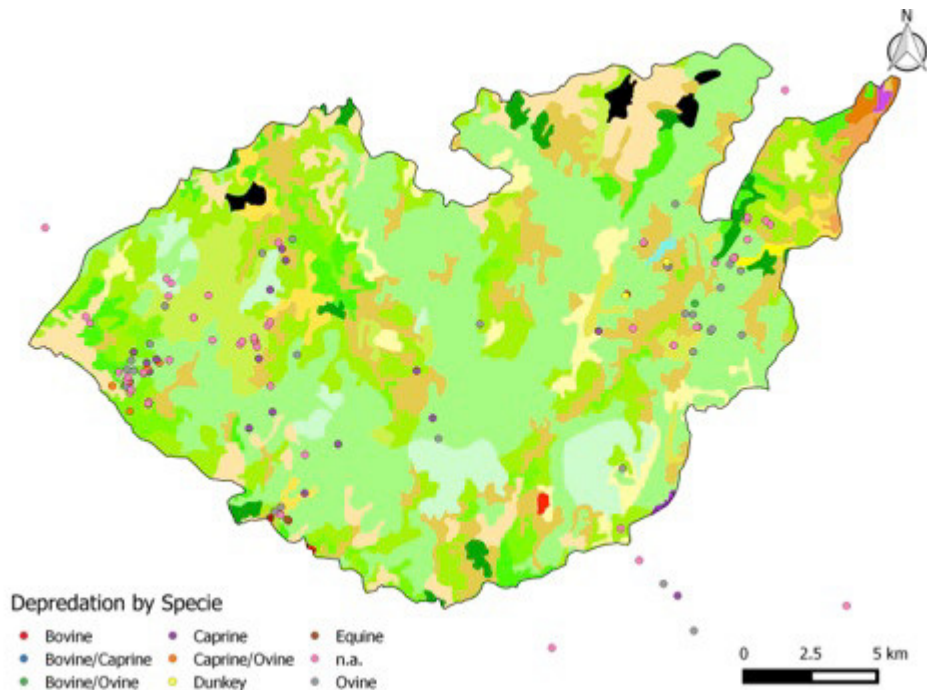 N
Depredation by Specie
Bovine Caprine Equine
Bovine/Caprine Caprine/Ovine n.a.
Bovine/Ovine Dunkey Ovine
0 2.5 5 km